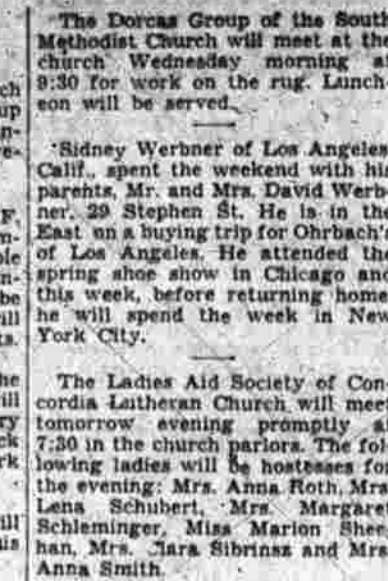 The Dorcas Group of the South
Methodist Church will meet at the
church Wednesday morning at
9:30 for work on the rug. Lunch-
eon will be served.
Sidney Werbner of Los Angeles,
Calif., spent the weekend with his
parents, Mr. and Mrs. David Werb-
ner, 29 Stephen St. He is in the
East on a buying trip for Ohrbach's
of Los Angeles. He attended the
spring shoe show in Chicago and
this week, before returning home
he will spend the week in New
York City.
The Ladies Aid Society of Con-
cordia Lutheran Church will meet
tomorrow evening promptly at
7:30 in the church parlors. The fol-
lowing ladies will be hostesses for
the evening: Mrs. Anna Roth, Mrs.
Lena Schubert, Mrs. Margaret
Schleminger, Miss Marion Shee-
han, Mrs. Clara Sibrinsz and Mrs.
Anna Smith.